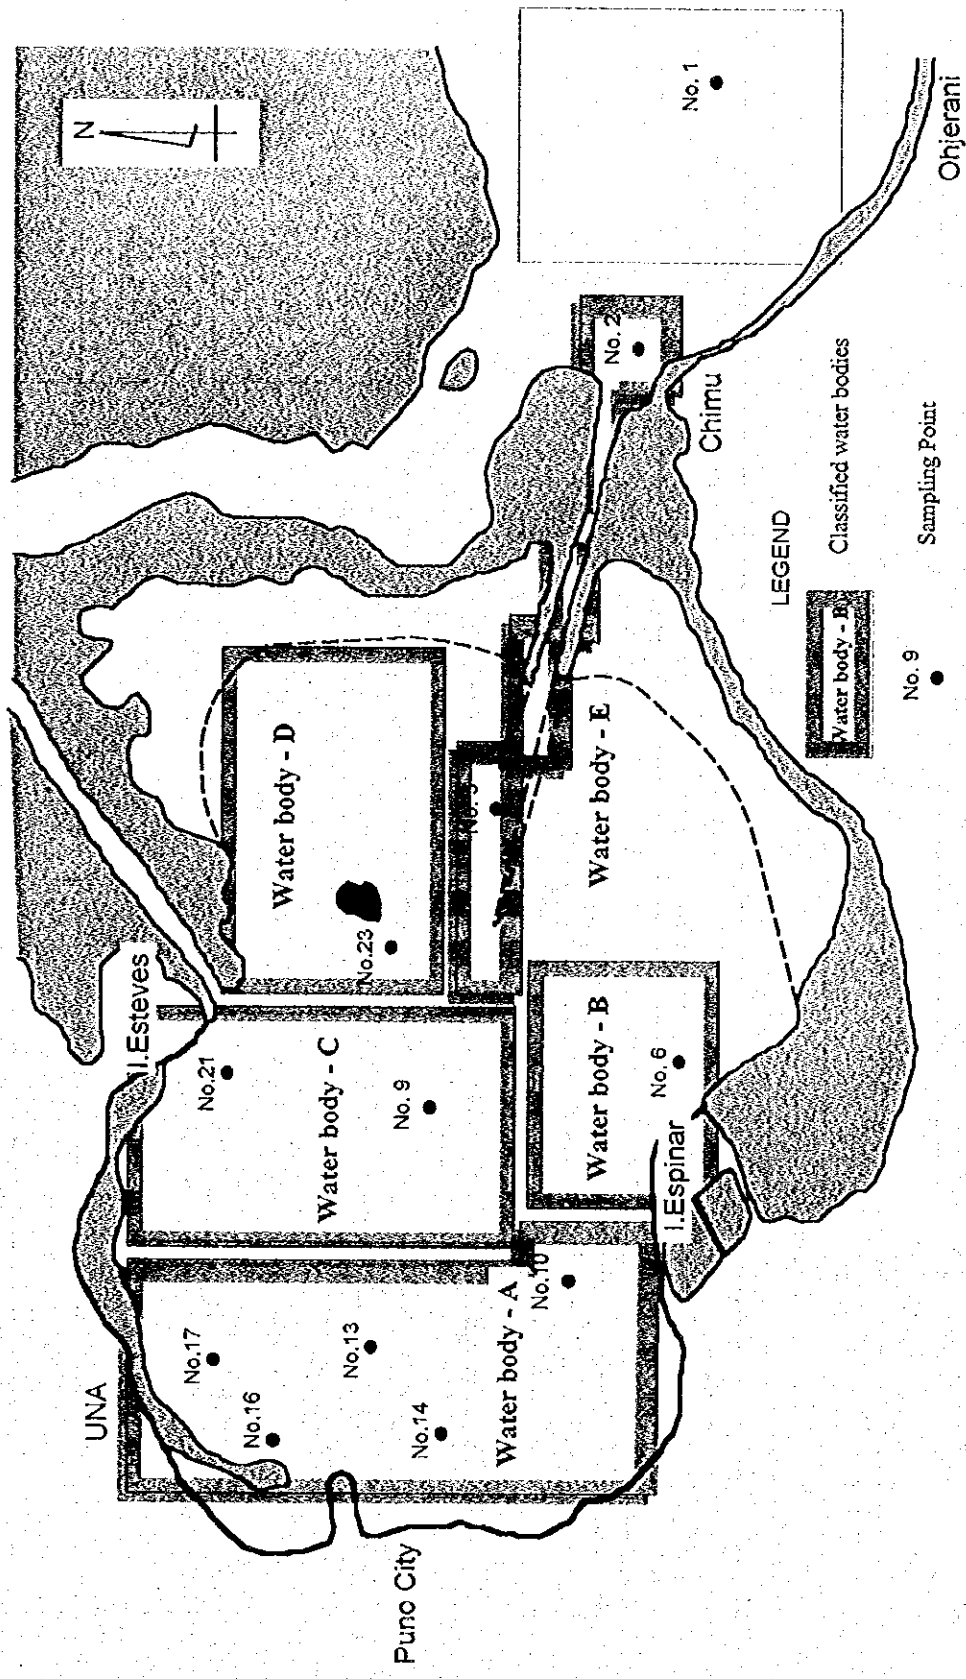 N
No. 1
Ohjerani
No. 2
Chimu
UNA
I.Esteves
No.21
No.17
No.16
No.13
No.14
No. 9
No.23
Water body - D
Water body - C
Water body - A
No.10
Water body - B
No. 6
Water body - E
I.Espinar
Puno City
LEGEND
Water body - B
Classified water bodies
No. 9
Sampling Point